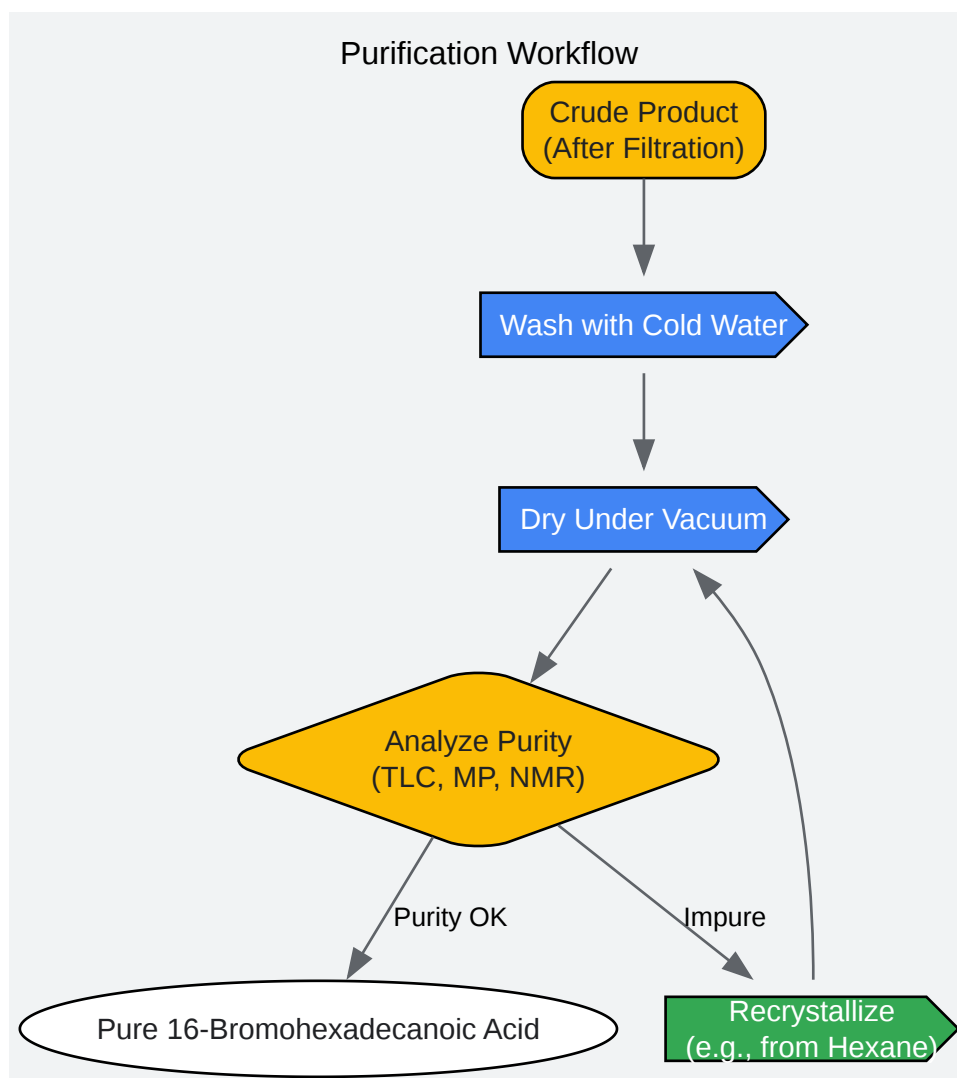 Purification Workflow
Crude Product
(After Filtration)
Wash with Cold Water
Dry Under Vacuum
Analyze Purity
(TLC, MP, NMR)
Purity OK
Impure
Pure 16-Bromohexadecanoic Acid
Recrystallize
(e.g., from Hexane)